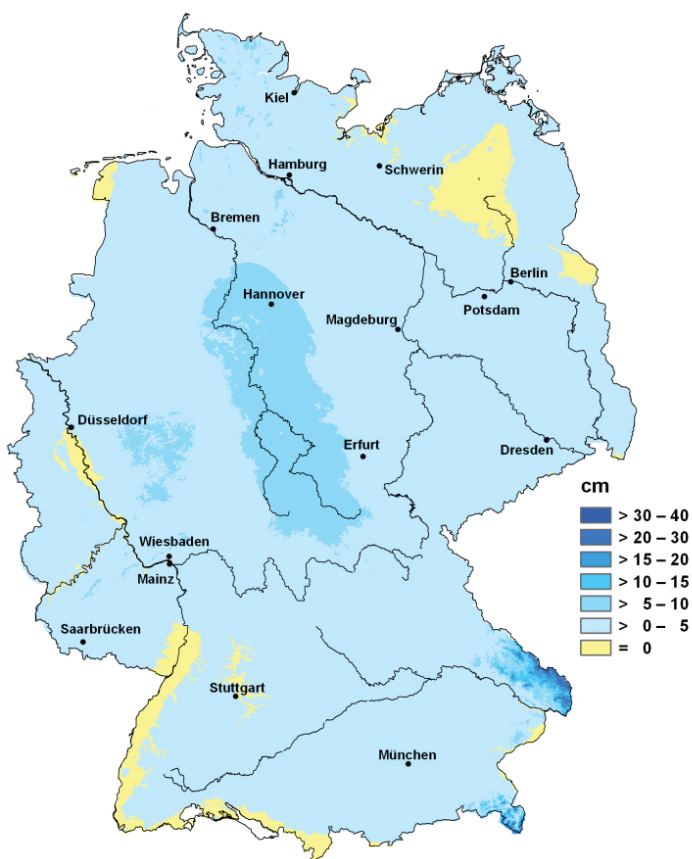 Kiel
Hamburg
Schwerin
Bremen
Berlin
Hannover
Potsdam
Magdeburg
Düsseldorf
Erfurt
Dresden
cm
> 30 – 40
> 20 – 30
> 15 – 20
> 10 – 15
> 5 – 10
> 0 – 5
= 0
Wiesbaden
Mainz
Saarbrücken
Stuttgart
München